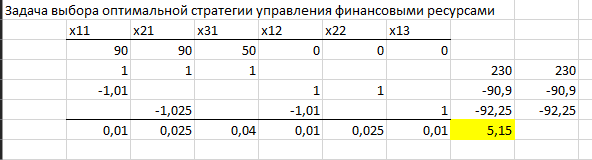 Задача выбора оптимальной стратегии управления финансовыми ресурсами
x11 x21 x31 x12 x22 x13
90 90 50 0 0 0
1 1 1 230 230
-1,01 1 1 -90,9 -90,9
-1,025 -1,01 1 -92,25 -92,25
0,01 0,025 0,04 0,01 0,025 0,01 5,15